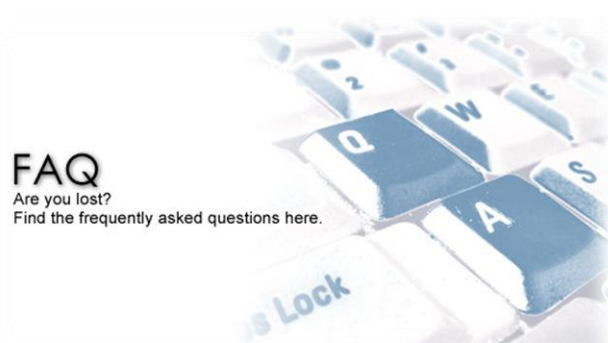 FAQ
Are you lost?
Find the frequently asked questions here.
2
Q
W
E
A
S
s Lock